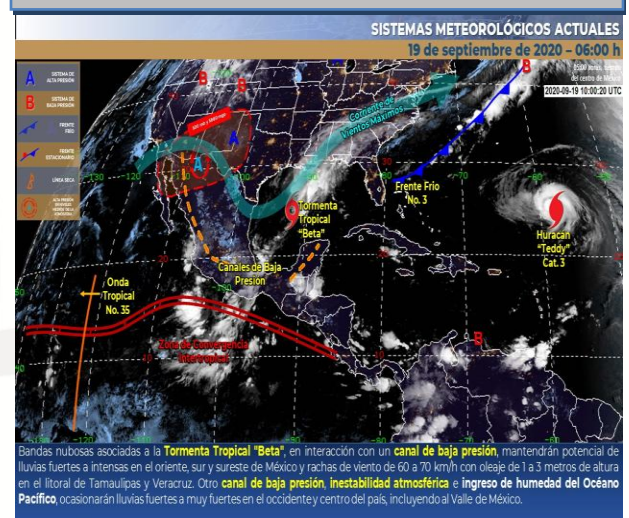 SISTEMAS METEOROLÓGICOS ACTUALES
19 de septiembre de 2020 – 06:00 h
A SISTEMA DE ALTA PRESIÓN
B SISTEMA DE BAJA PRESIÓN
FRENTE FRÍO
FRENTE ESTACIONARIO
LÍNEA SECA
ALTA PRESIÓN
del centro de México
2020-09-19 10:00:20 UTC
B
B
B
A
A
Corriente de
Vientos Máximos
Frente Frío
No. 3
Tormenta
Tropical
"Beta"
Huracán
"Teddy"
Cat. 3
Canales de Baja
Presión
Onda
Tropical
No. 35
Zona de Convergencia
Intertropical
B
Bandas nubosas asociadas a la Tormenta Tropical "Beta", en interacción con un canal de baja presión, mantendrán potencial de
lluvias fuertes a intensas en el oriente, sur y sureste de México y rachas de viento de 60 a 70 km/h con oleaje de 1 a 3 metros de altura
en el litoral de Tamaulipas y Veracruz. Otro canal de baja presión, inestabilidad atmosférica e ingreso de humedad del Océano
Pacífico, ocasionarán lluvias fuertes a muy fuertes en el occidente y centro del país, incluyendo al Valle de México.